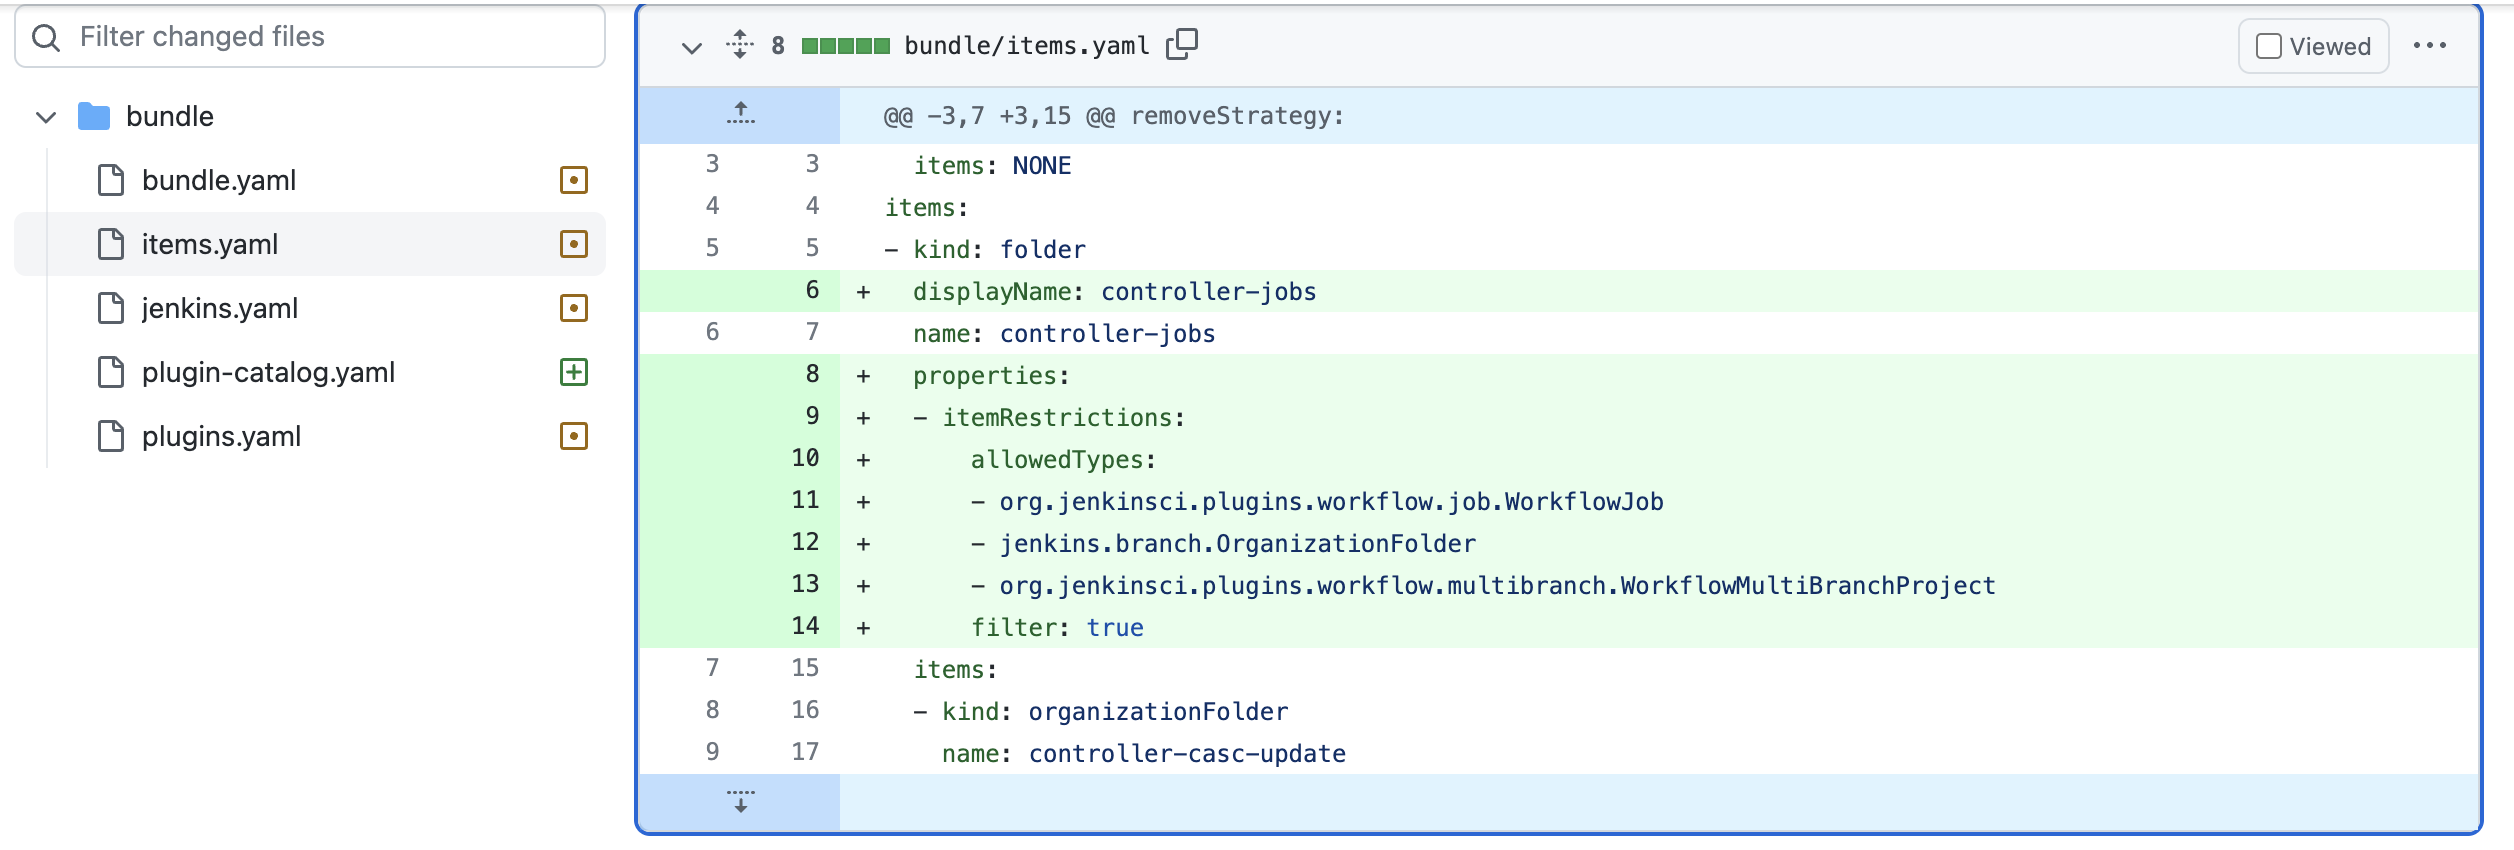 Filter changed files
bundle
bundle.yaml
items.yaml
jenkins.yaml
plugin-catalog.yaml
plugins.yaml
8 bundle/items.yaml Viewed
@@ -3,7 +3,15 @@ removeStrategy:
3 3 items: NONE
4 4 items:
5 5 - kind: folder
6 + displayName: controller-jobs
6 7 name: controller-jobs
8 + properties:
9 + - itemRestrictions:
10 + allowedTypes:
11 + - org.jenkinsci.plugins.workflow.job.WorkflowJob
12 + - jenkins.branch.OrganizationFolder
13 + - org.jenkinsci.plugins.workflow.multibranch.WorkflowMultiBranchProject
14 + filter: true
7 15 items:
8 16 - kind: organizationFolder
9 17 name: controller-casc-update